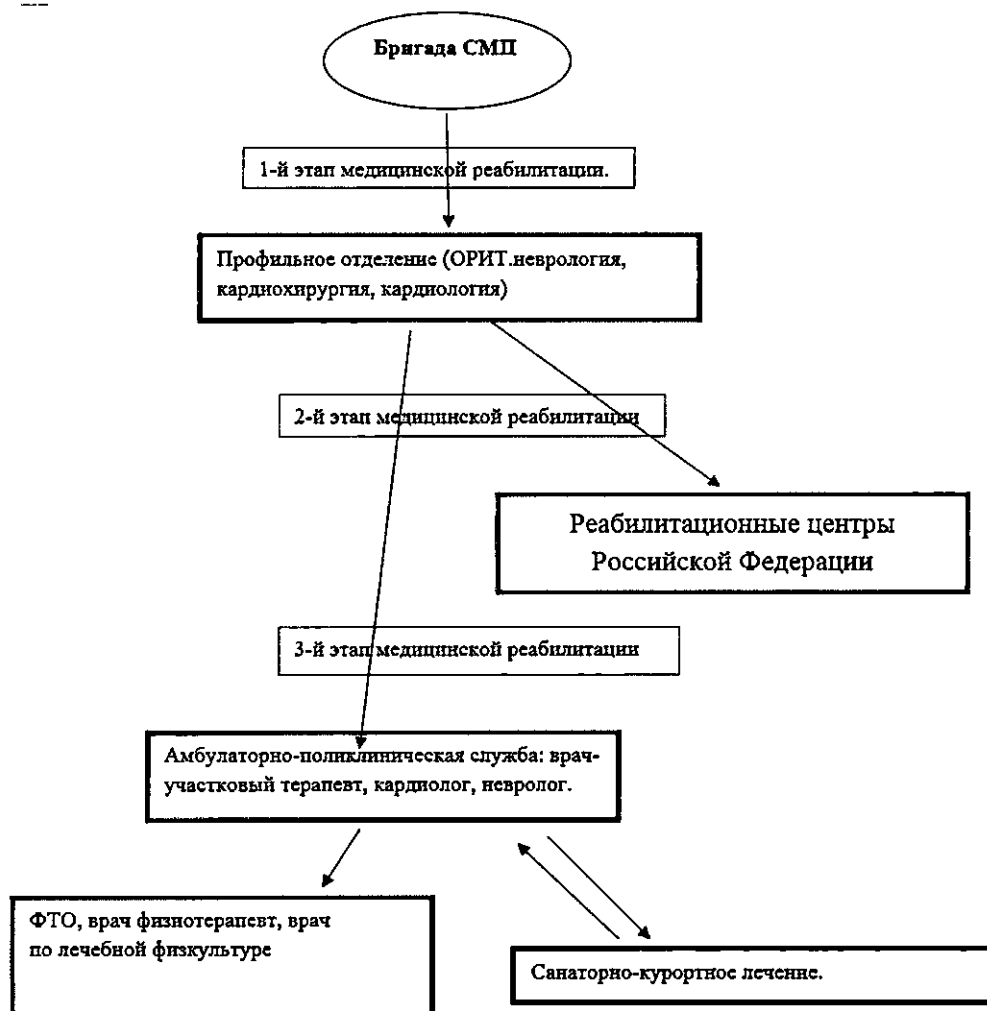 Бригада СМП
1-й этап медицинской реабилитации.
Профильное отделение (ОРИТ.неврология,
кардиохирургия, кардиология)
2-й этап медицинской реабилитации
Реабилитационные центры
Российской Федерации
3-й этап медицинской реабилитации
Амбулаторно-поликлиническая служба: врач-
участковый терапевт, кардиолог, невролог.
ФТО, врач физиотерапевт, врач
по лечебной физкультуре
Санаторно-курортное лечение.